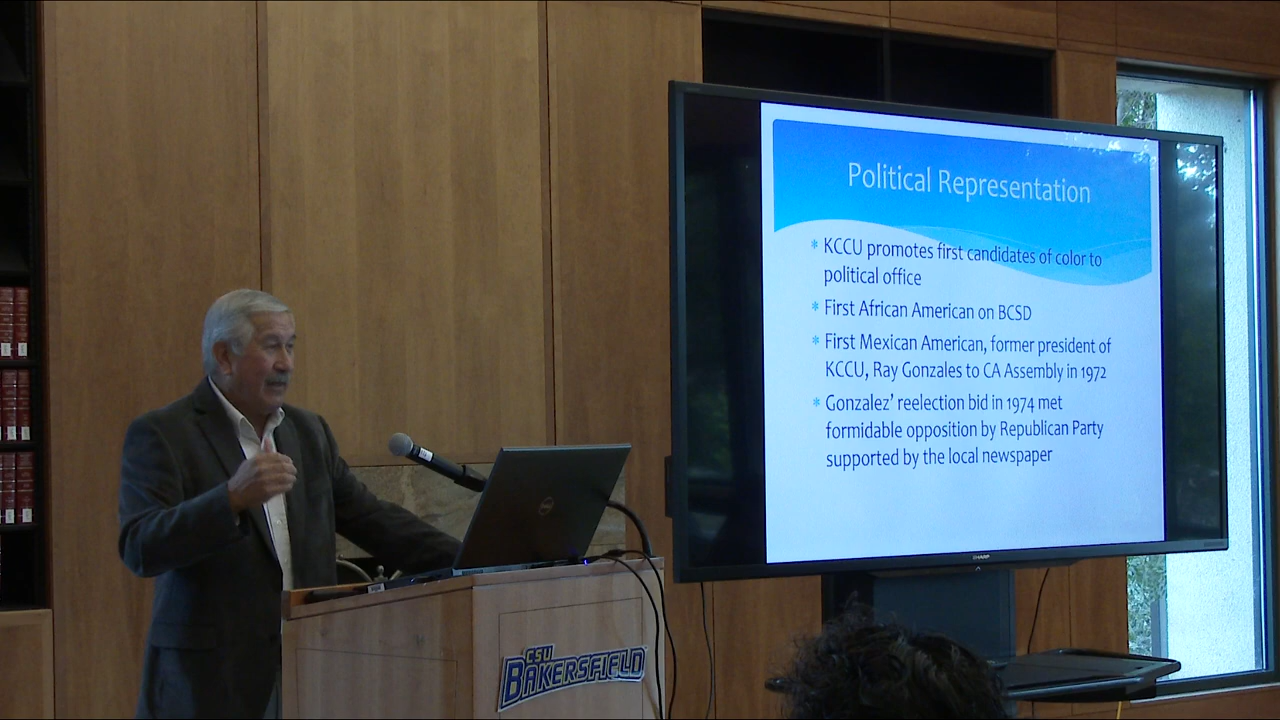 Political Representation
* KCCU promotes first candidates of color to
political office
* First African American on BCSD
* First Mexican American, former president of
KCCU, Ray Gonzales to CA Assembly in 1972
* Gonzalez’ reelection bid in 1974 met
formidable opposition by Republican Party
supported by the local newspaper
SHARP
DELL
CSU
BAKERSFIELD